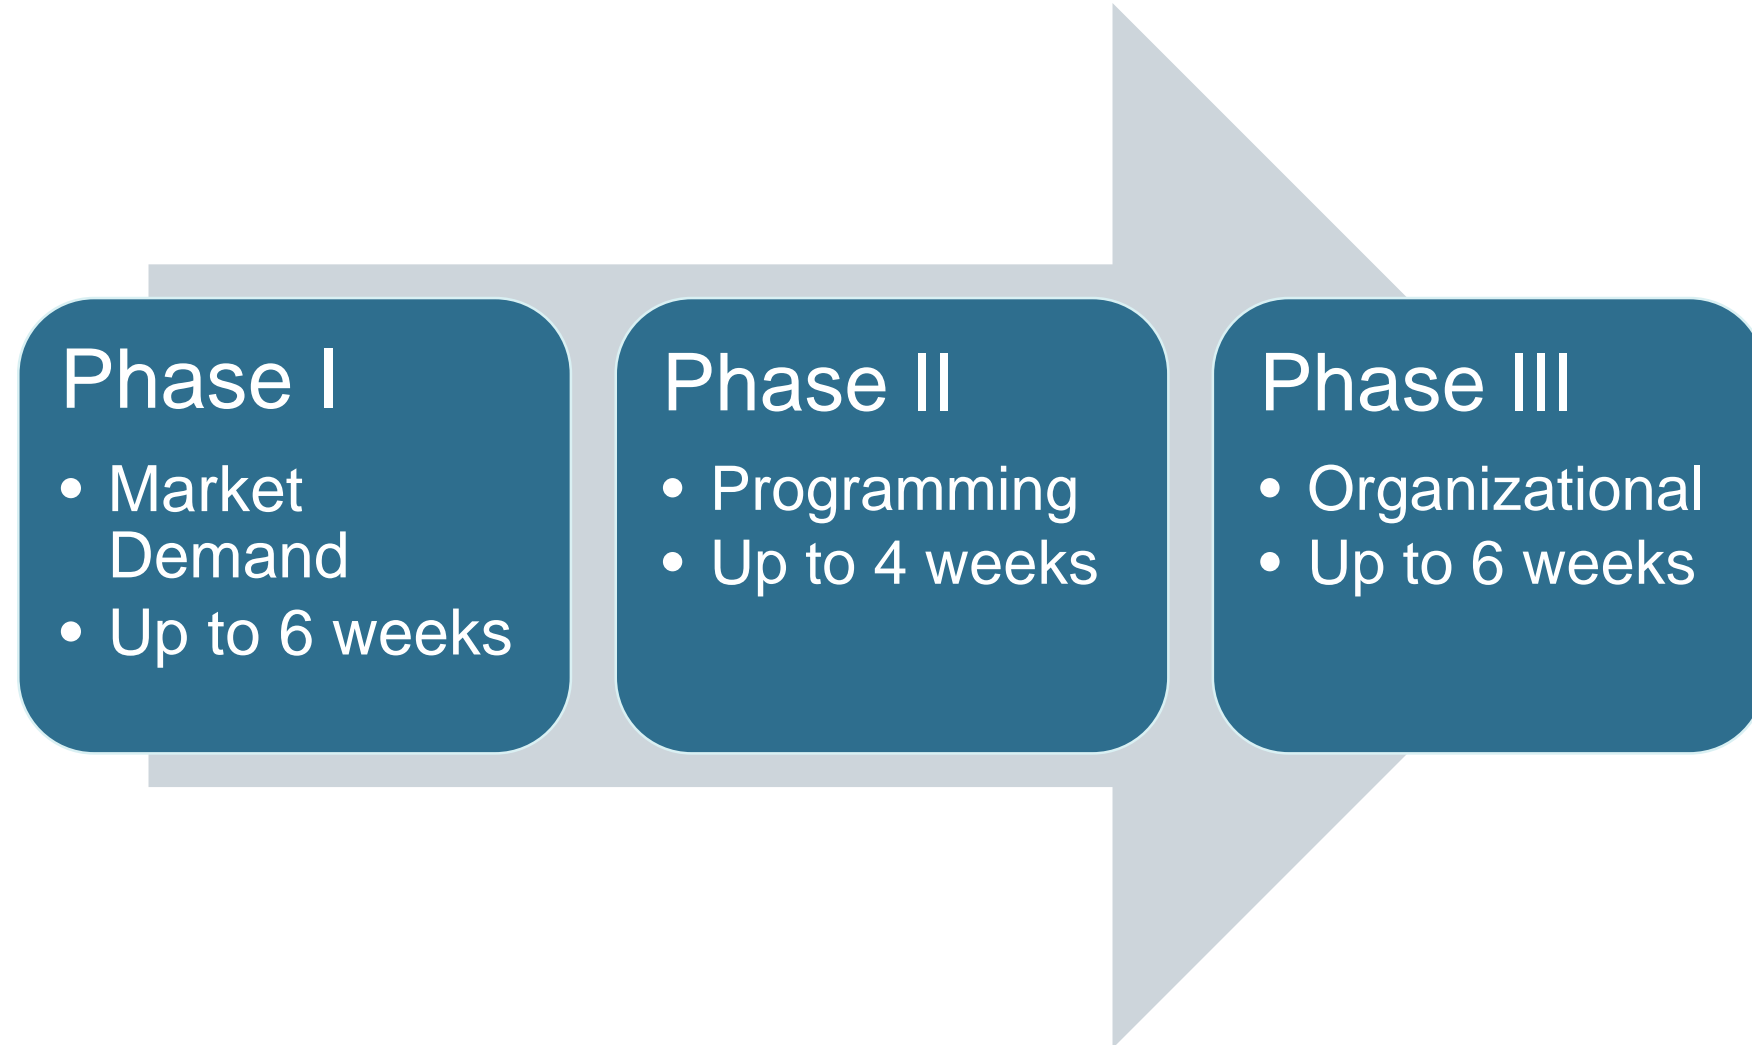 Phase I
• Market
Demand
• Up to 6 weeks
Phase II
• Programming
• Up to 4 weeks
Phase III
• Organizational
• Up to 6 weeks